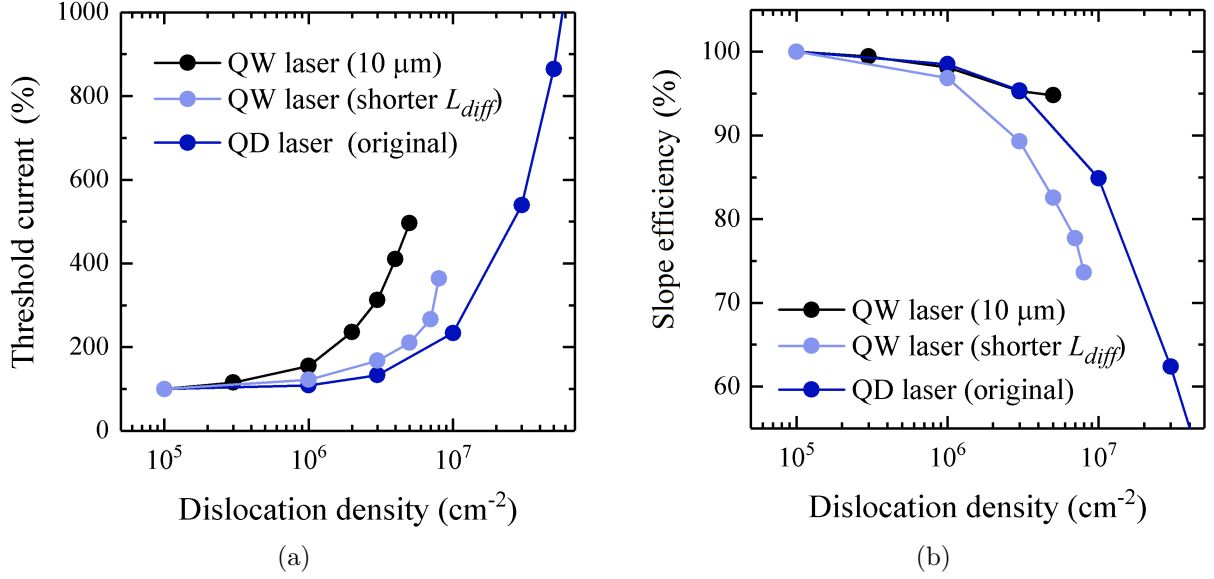 1000
800
600
400
200
0
Threshold current (%)
QW laser (10 μm)
QW laser (shorter L_diff)
QD laser (original)
10^5
10^6
10^7
Dislocation density (cm^-2)
(a)
100
90
80
70
60
Slope efficiency (%)
QW laser (10 μm)
QW laser (shorter L_diff)
QD laser (original)
10^5
10^6
10^7
Dislocation density (cm^-2)
(b)